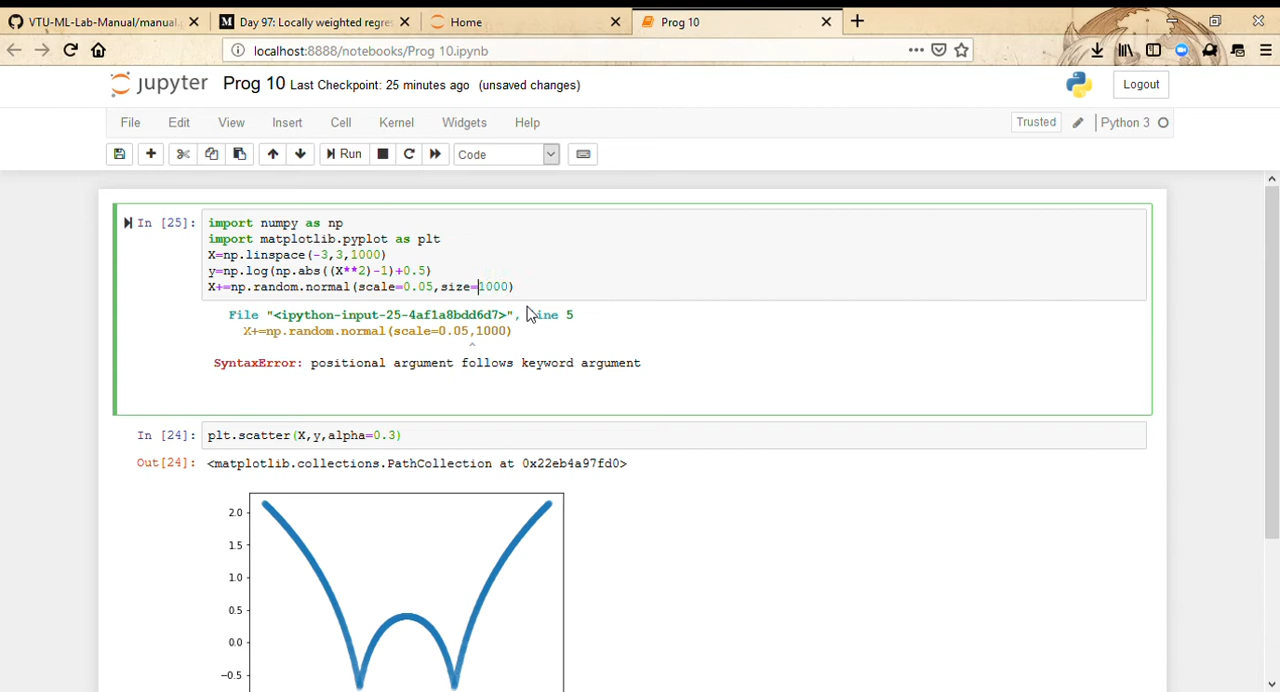 VTU-ML-Lab-Manual/manual.
Day 97: Locally weighted regres
Home
Prog 10
localhost:8888/notebooks/Prog 10.ipynb
jupyter Prog 10 Last Checkpoint: 25 minutes ago (unsaved changes)
Logout
File Edit View Insert Cell Kernel Widgets Help
Trusted Python 3
Run Code
In [25]:
import numpy as np
import matplotlib.pyplot as plt
X=np.linspace(-3,3,1000)
y=np.log(np.abs((X**2)-1)+0.5)
X+=np.random.normal(scale=0.05,size=1000)
File "<ipython-input-25-4af1a8bdd6d7>", line 5
X+=np.random.normal(scale=0.05,1000)
^
SyntaxError: positional argument follows keyword argument
In [24]: plt.scatter(X,y,alpha=0.3)
Out[24]: <matplotlib.collections.PathCollection at 0x22eb4a97fd0>
2.0
1.5
1.0
0.5
0.0
−0.5